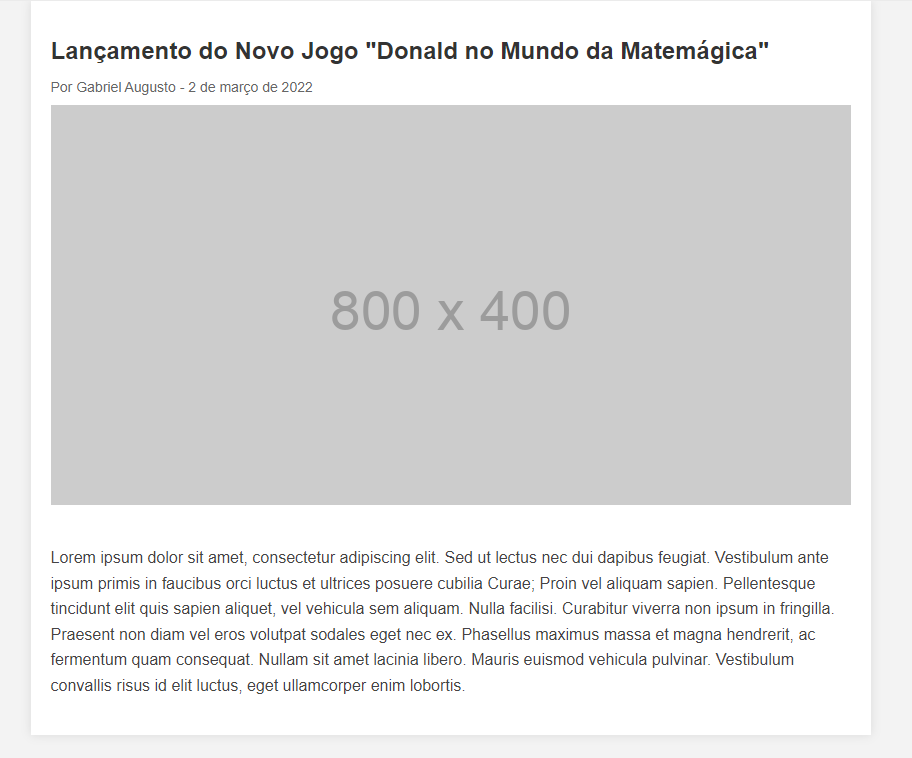 Lançamento do Novo Jogo "Donald no Mundo da Matemágica"
Por Gabriel Augusto - 2 de março de 2022
800 x 400
Lorem ipsum dolor sit amet, consectetur adipiscing elit. Sed ut lectus nec dui dapibus feugiat. Vestibulum ante
ipsum primis in faucibus orci luctus et ultrices posuere cubilia Curae; Proin vel aliquam sapien. Pellentesque
tincidunt elit quis sapien aliquet, vel vehicula sem aliquam. Nulla facilisi. Curabitur viverra non ipsum in fringilla.
Praesent non diam vel eros volutpat sodales eget nec ex. Phasellus maximus massa et magna hendrerit, ac
fermentum quam consequat. Nullam sit amet lacinia libero. Mauris euismod vehicula pulvinar. Vestibulum
convallis risus id elit luctus, eget ullamcorper enim lobortis.